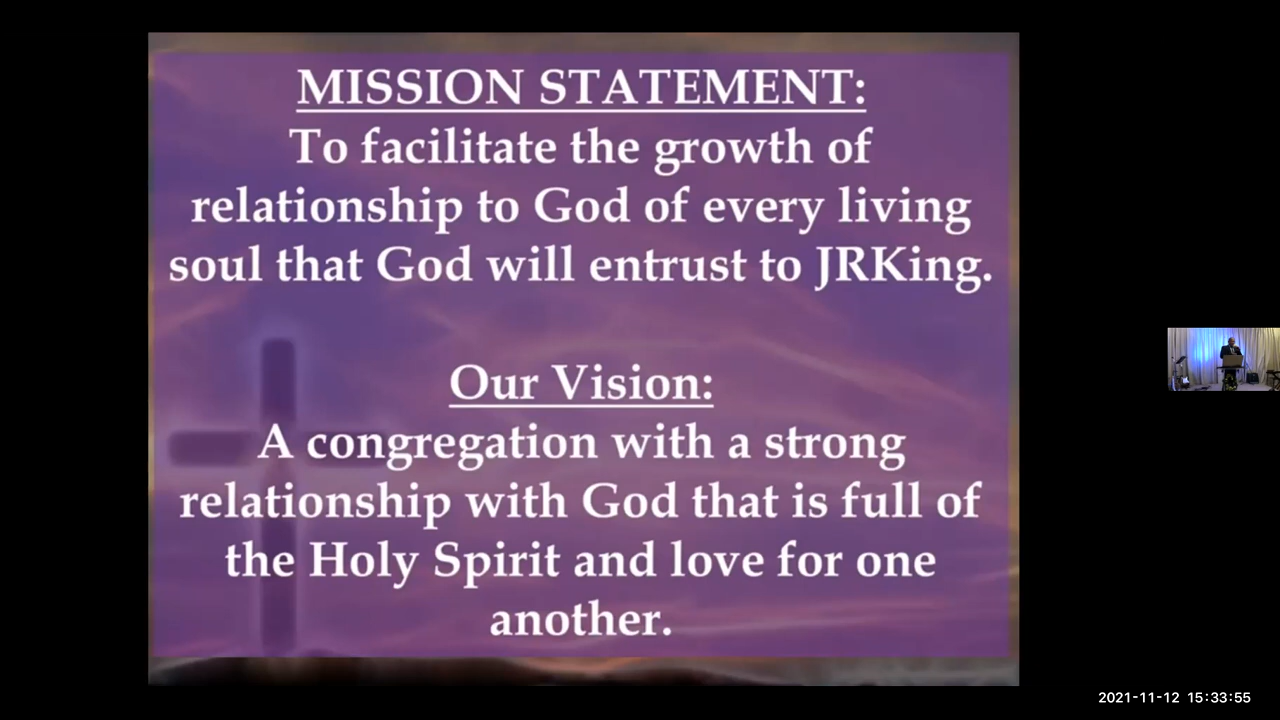 MISSION STATEMENT:
To facilitate the growth of
relationship to God of every living
soul that God will entrust to JRKing.
Our Vision:
A congregation with a strong
relationship with God that is full of
the Holy Spirit and love for one
another.
2021-11-12 15:33:55